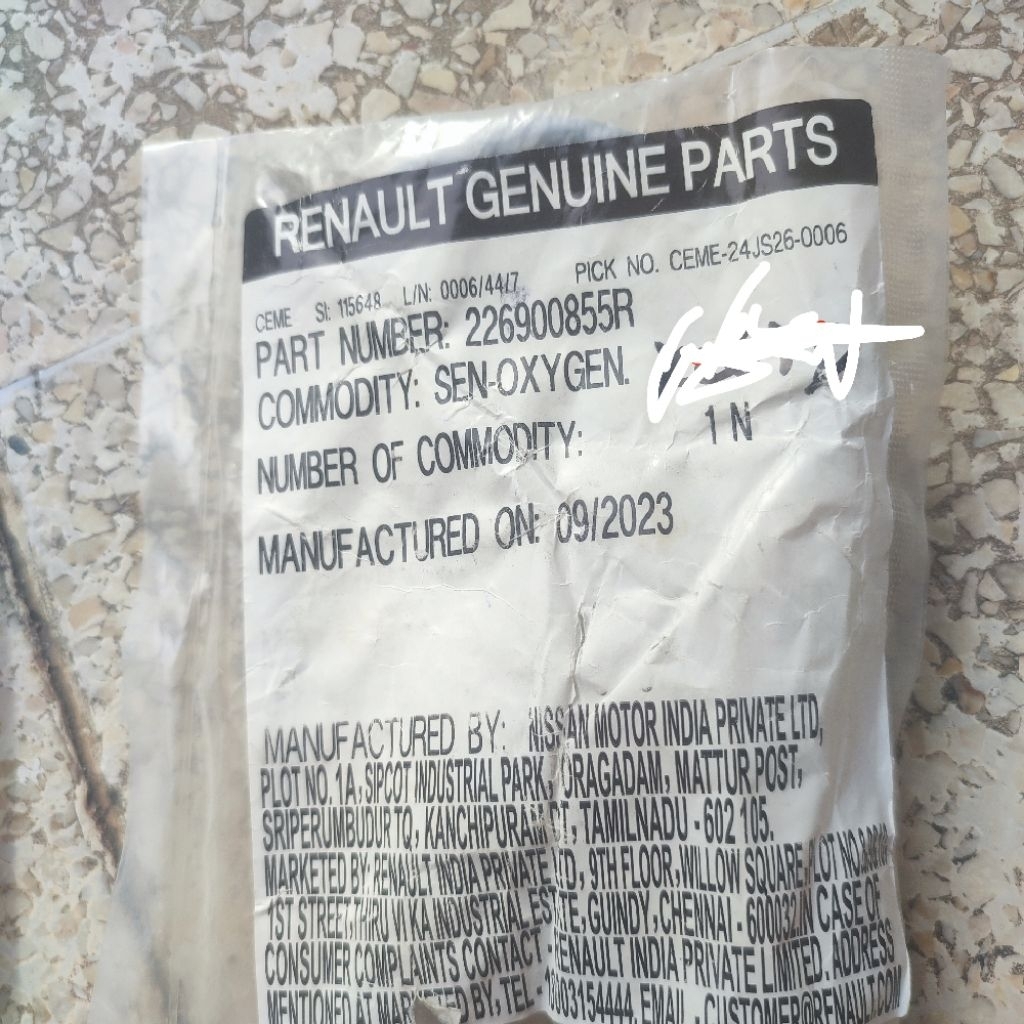 RENAULT GENUINE PARTS
CEME SI: 115648 L/N: 0006/44/7 PICK NO. CEME-24JS26-0006
PART NUMBER: 226900855R
COMMODITY: SEN-OXYGEN.
NUMBER OF COMMODITY: 1 N
MANUFACTURED ON: 09/2023
MANUFACTURED BY: NISSAN MOTOR INDIA PRIVATE LTD,
PLOT NO. 1A, SIPCOT INDUSTRIAL PARK, ORAGADAM, MATTUR POST,
SRIPERUMBUDUR TQ, KANCHIPURAM DT, TAMILNADU - 602 105.
MARKETED BY: RENAULT INDIA PRIVATE LTD, 9TH FLOOR, WILLOW SQUARE, PLOT NO.
1ST STREET, THIRU VI KA INDUSTRIAL ESTATE, GUINDY, CHENNAI - 600032. IN CASE OF
CONSUMER COMPLAINTS CONTACT RENAULT INDIA PRIVATE LIMITED. ADDRESS
MENTIONED AT MARKETED BY, TEL - EMAIL - CUSTOMER@RENAULT.COM